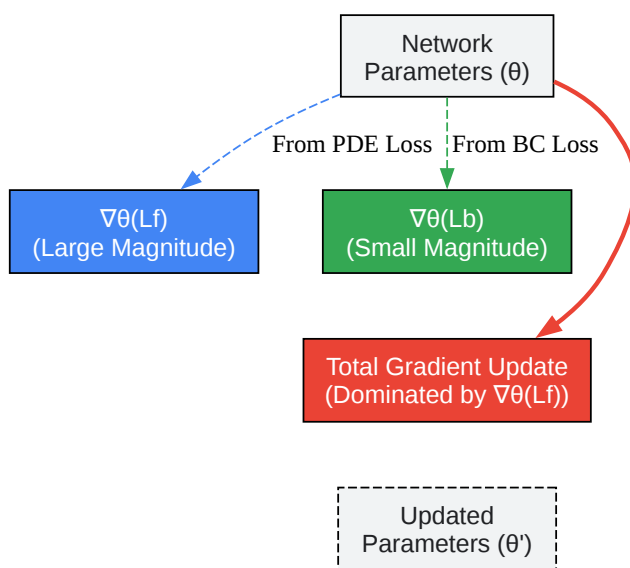 Network
Parameters (θ)
From PDE Loss
From BC Loss
∇θ(Lf)
(Large Magnitude)
∇θ(Lb)
(Small Magnitude)
Total Gradient Update
(Dominated by ∇θ(Lf))
Updated
Parameters (θ')